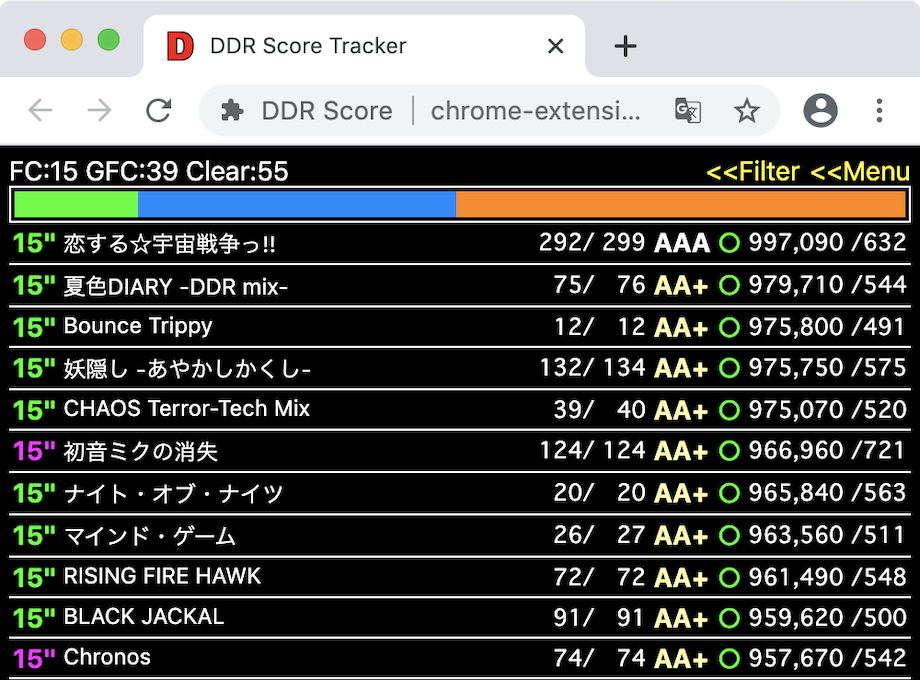 DDR Score Tracker
DDR Score | chrome-extensi...
FC:15 GFC:39 Clear:55 <<Filter <<Menu
15" 恋する☆宇宙戦争っ!! 292/ 299 AAA 997,090 /632
15" 夏色DIARY -DDR mix- 75/ 76 AA+ 979,710 /544
15" Bounce Trippy 12/ 12 AA+ 975,800 /491
15" 妖隠し -あやかしかくし- 132/ 134 AA+ 975,750 /575
15" CHAOS Terror-Tech Mix 39/ 40 AA+ 975,070 /520
15" 初音ミクの消失 124/ 124 AA+ 966,960 /721
15" ナイト・オブ・ナイツ 20/ 20 AA+ 965,840 /563
15" マインド・ゲーム 26/ 27 AA+ 963,560 /511
15" RISING FIRE HAWK 72/ 72 AA+ 961,490 /548
15" BLACK JACKAL 91/ 91 AA+ 959,620 /500
15" Chronos 74/ 74 AA+ 957,670 /542